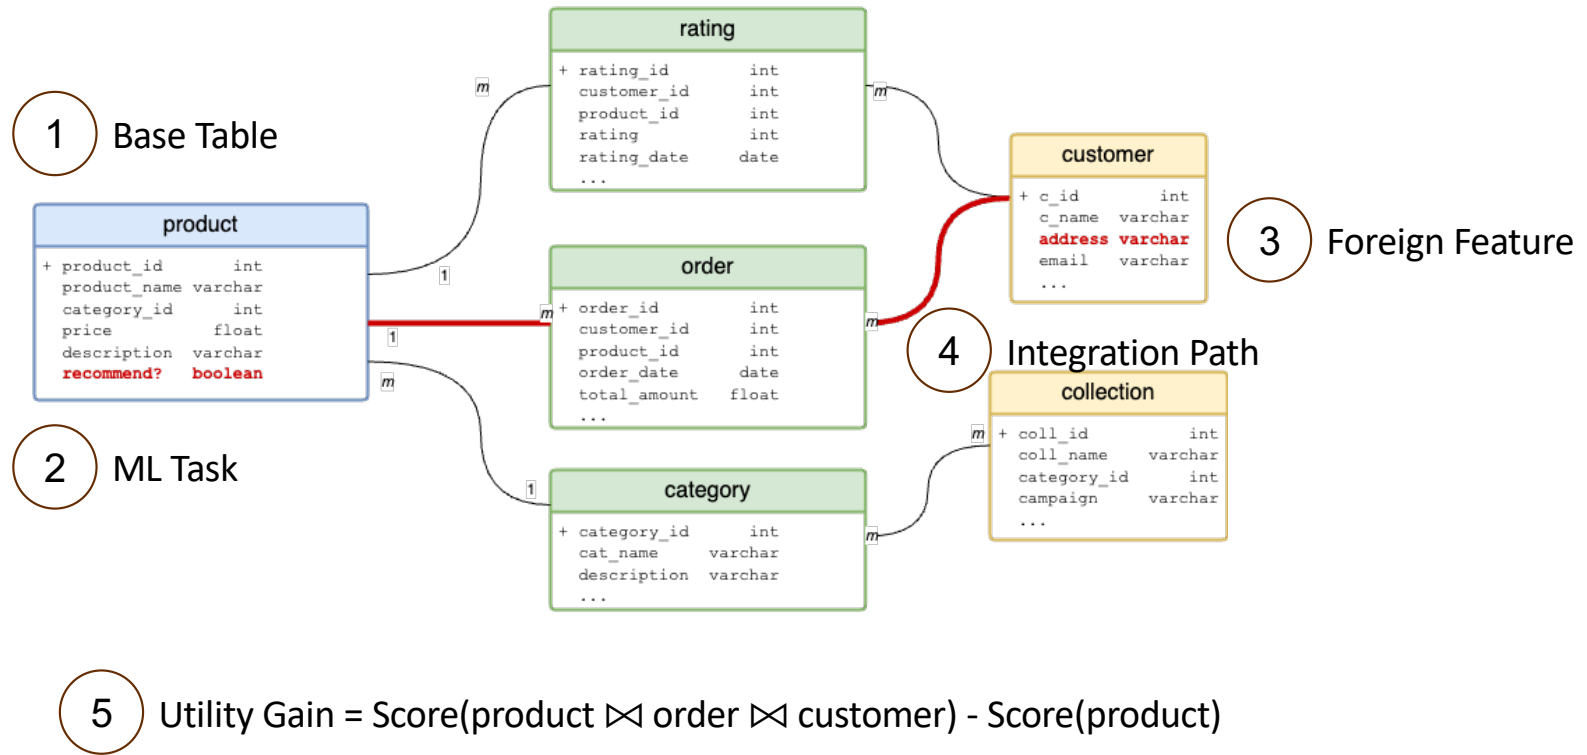 1 Base Table
product
+ product_id int
product_name varchar
category_id int
price float
description varchar
recommend? boolean
2 ML Task
m
1
1
m
m
1
rating
+ rating_id int
customer_id int
product_id int
rating int
rating_date date
...
order
+ order_id int
customer_id int
product_id int
order_date date
total_amount float
...
category
+ category_id int
cat_name varchar
description varchar
...
m
m
m
m
customer
+ c_id int
c_name varchar
address varchar
email varchar
...
3 Foreign Feature
4 Integration Path
collection
+ coll_id int
coll_name varchar
category_id int
campaign varchar
...
5 Utility Gain = Score(product ⋈ order ⋈ customer) - Score(product)